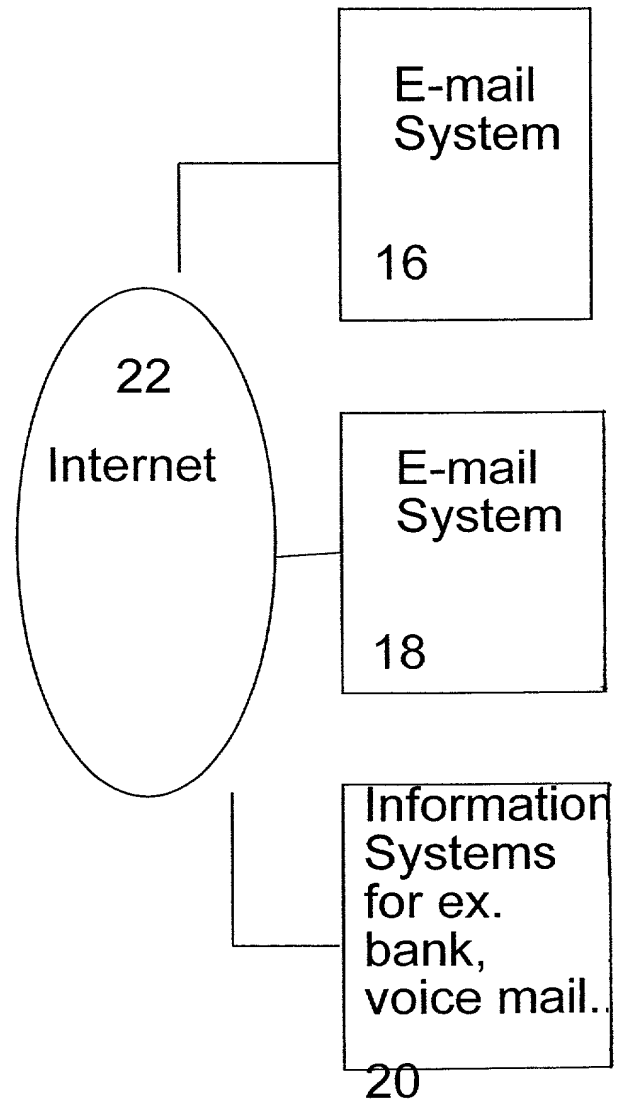 E-mail
System
16
22
Internet
E-mail
System
18
Information
Systems
for ex.
bank,
voice mail..
20